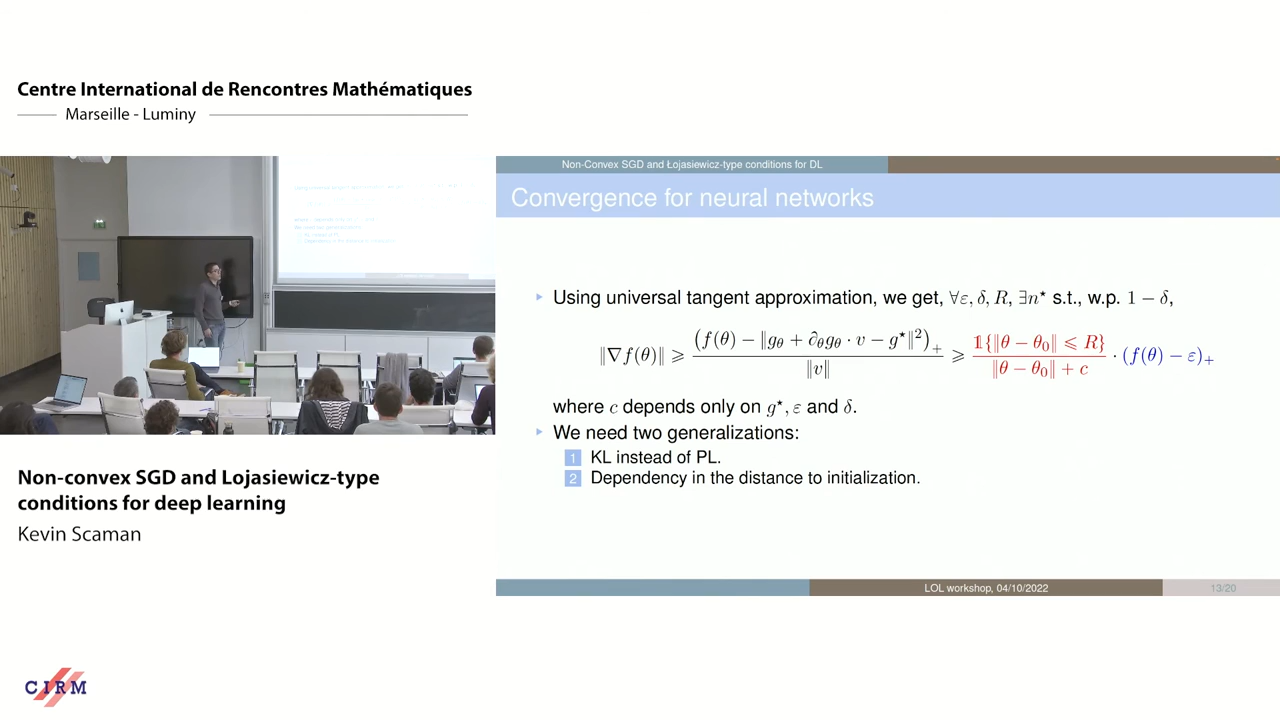 Centre International de Rencontres Mathématiques
Marseille - Luminy
Non-convex SGD and Lojasiewicz-type
conditions for deep learning
Kevin Scaman
CIRM
Non-Convex SGD and Łojasiewicz-type conditions for DL
Convergence for neural networks
▸ Using universal tangent approximation, we get, ∀ε, δ, R, ∃n⋆ s.t., w.p. 1 − δ,
‖∇f(θ)‖ ⩾ (f(θ) − ‖g_θ + ∂_θg_θ · v − g⋆‖²)₊ / ‖v‖ ⩾ 𝟙{‖θ − θ₀‖ ⩽ R} / (‖θ − θ₀‖ + c) · (f(θ) − ε)₊
where c depends only on g⋆, ε and δ.
▸ We need two generalizations:
1 KL instead of PL.
2 Dependency in the distance to initialization.
LOL workshop, 04/10/2022
13/20